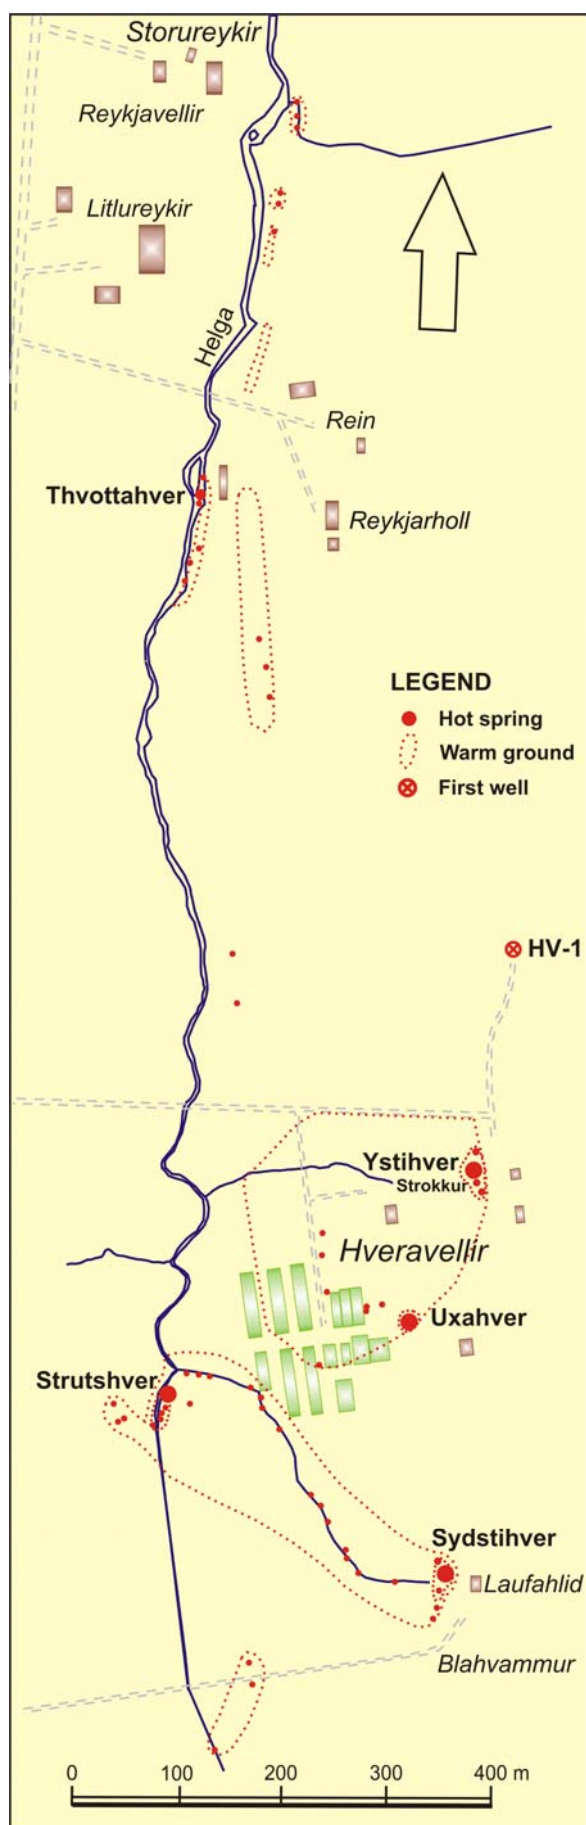 Storureykir
Reykjavellir
Litlureykir
Helga
Rein
Thvottahver
Reykjarholl
LEGEND
Hot spring
Warm ground
First well
HV-1
Ystihver
Strokkur
Hveravellir
Uxahver
Strutshver
Sydstihver
Laufahlid
Blahvammur
0 100 200 300 400 m